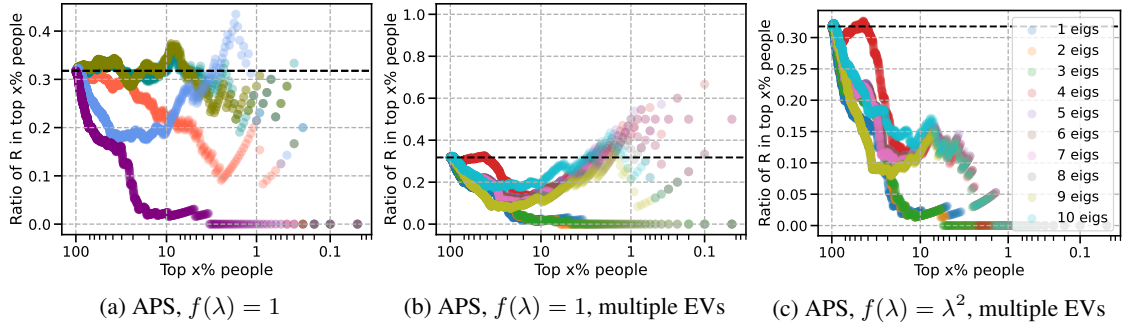 Ratio of R in top x% people
0.4
0.3
0.2
0.1
0.0
100
10
1
0.1
Top x% people
(a) APS, f(λ) = 1
Ratio of R in top x% people
1.0
0.8
0.6
0.4
0.2
0.0
100
10
1
0.1
Top x% people
(b) APS, f(λ) = 1, multiple EVs
Ratio of R in top x% people
0.30
0.25
0.20
0.15
0.10
0.05
0.00
100
10
1
0.1
Top x% people
1 eigs
2 eigs
3 eigs
4 eigs
5 eigs
6 eigs
7 eigs
8 eigs
9 eigs
10 eigs
(c) APS, f(λ) = λ², multiple EVs